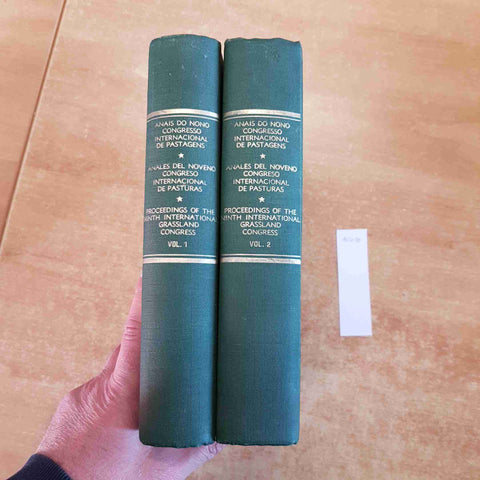 ANAIS DO NONO
CONGRESSO
INTERNACIONAL
DE PASTAGENS
★
ANALES DEL NOVENO
CONGRESO
INTERNACIONAL
DE PASTURAS
★
PROCEEDINGS OF THE
NINTH INTERNATIONAL
GRASSLAND
CONGRESS
VOL. 1
ANAIS DO NONO
CONGRESSO
INTERNACIONAL
DE PASTAGENS
★
ANALES DEL NOVENO
CONGRESO
INTERNACIONAL
DE PASTURAS
★
PROCEEDINGS OF THE
NINTH INTERNATIONAL
GRASSLAND
CONGRESS
VOL. 2